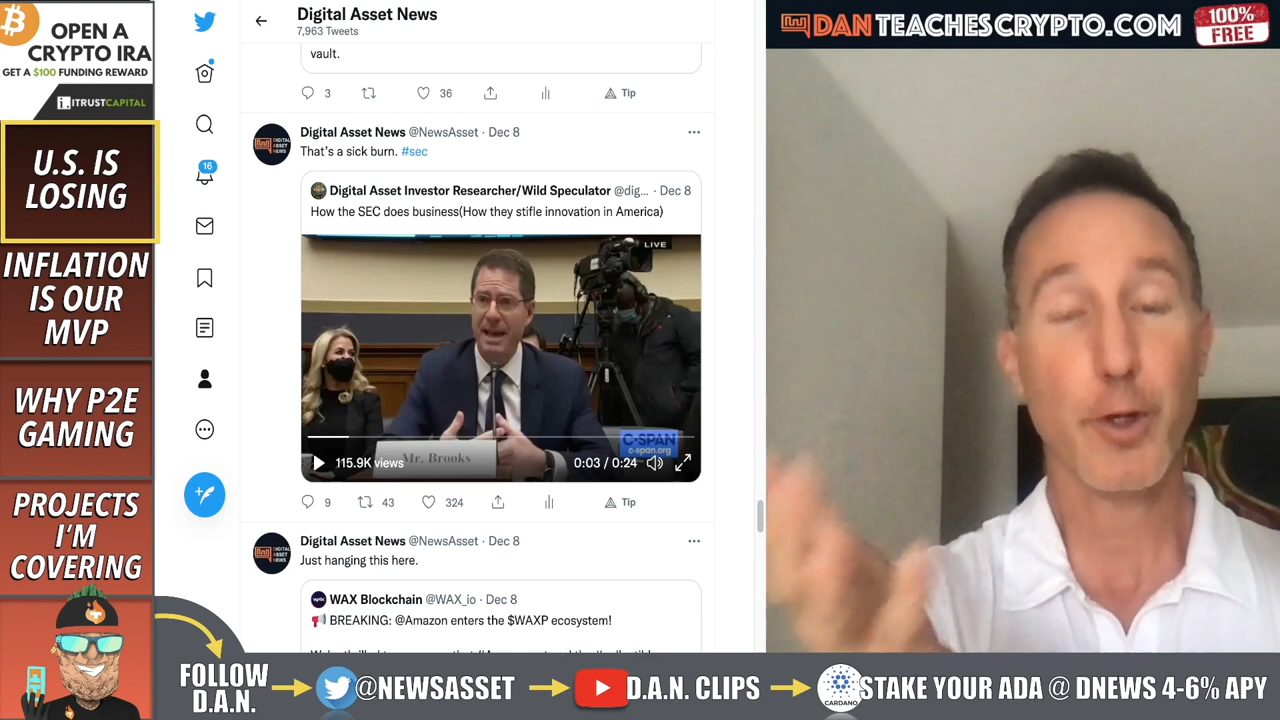 OPEN A
CRYPTO IRA
GET A $100 FUNDING REWARD
ITRUSTCAPITAL
U.S. IS
LOSING
INFLATION
IS OUR
MVP
WHY P2E
GAMING
PROJECTS
I'M
COVERING
Digital Asset News
7,963 Tweets
16
vault.
3 36 Tip
Digital Asset News @NewsAsset · Dec 8
That's a sick burn. #sec
Digital Asset Investor Researcher/Wild Speculator @dig... · Dec 8
How the SEC does business(How they stifle innovation in America)
LIVE
C-SPAN
c-span.org
Mr. Brooks
115.9K views 0:03 / 0:24
9 43 324 Tip
Digital Asset News @NewsAsset · Dec 8
Just hanging this here.
WAX Blockchain @WAX_io · Dec 8
BREAKING: @Amazon enters the $WAXP ecosystem!
DANTEACHESCRYPTO.COM
100%
FREE
FOLLOW
D.A.N.
@NEWSASSET
D.A.N. CLIPS
CARDANO
STAKE YOUR ADA @ DNEWS 4-6% APY